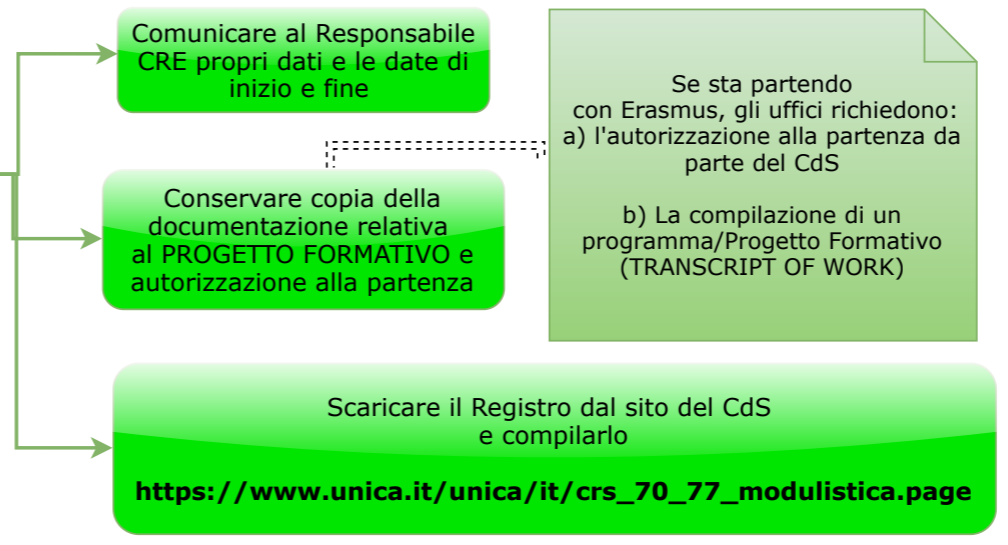 Comunicare al Responsabile
CRE propri dati e le date di
inizio e fine
Se sta partendo
con Erasmus, gli uffici richiedono:
a) l'autorizzazione alla partenza da
parte del CdS
b) La compilazione di un
programma/Progetto Formativo
(TRANSCRIPT OF WORK)
Conservare copia della
documentazione relativa
al PROGETTO FORMATIVO e
autorizzazione alla partenza
Scaricare il Registro dal sito del CdS
e compilarlo
https://www.unica.it/unica/it/crs_70_77_modulistica.page